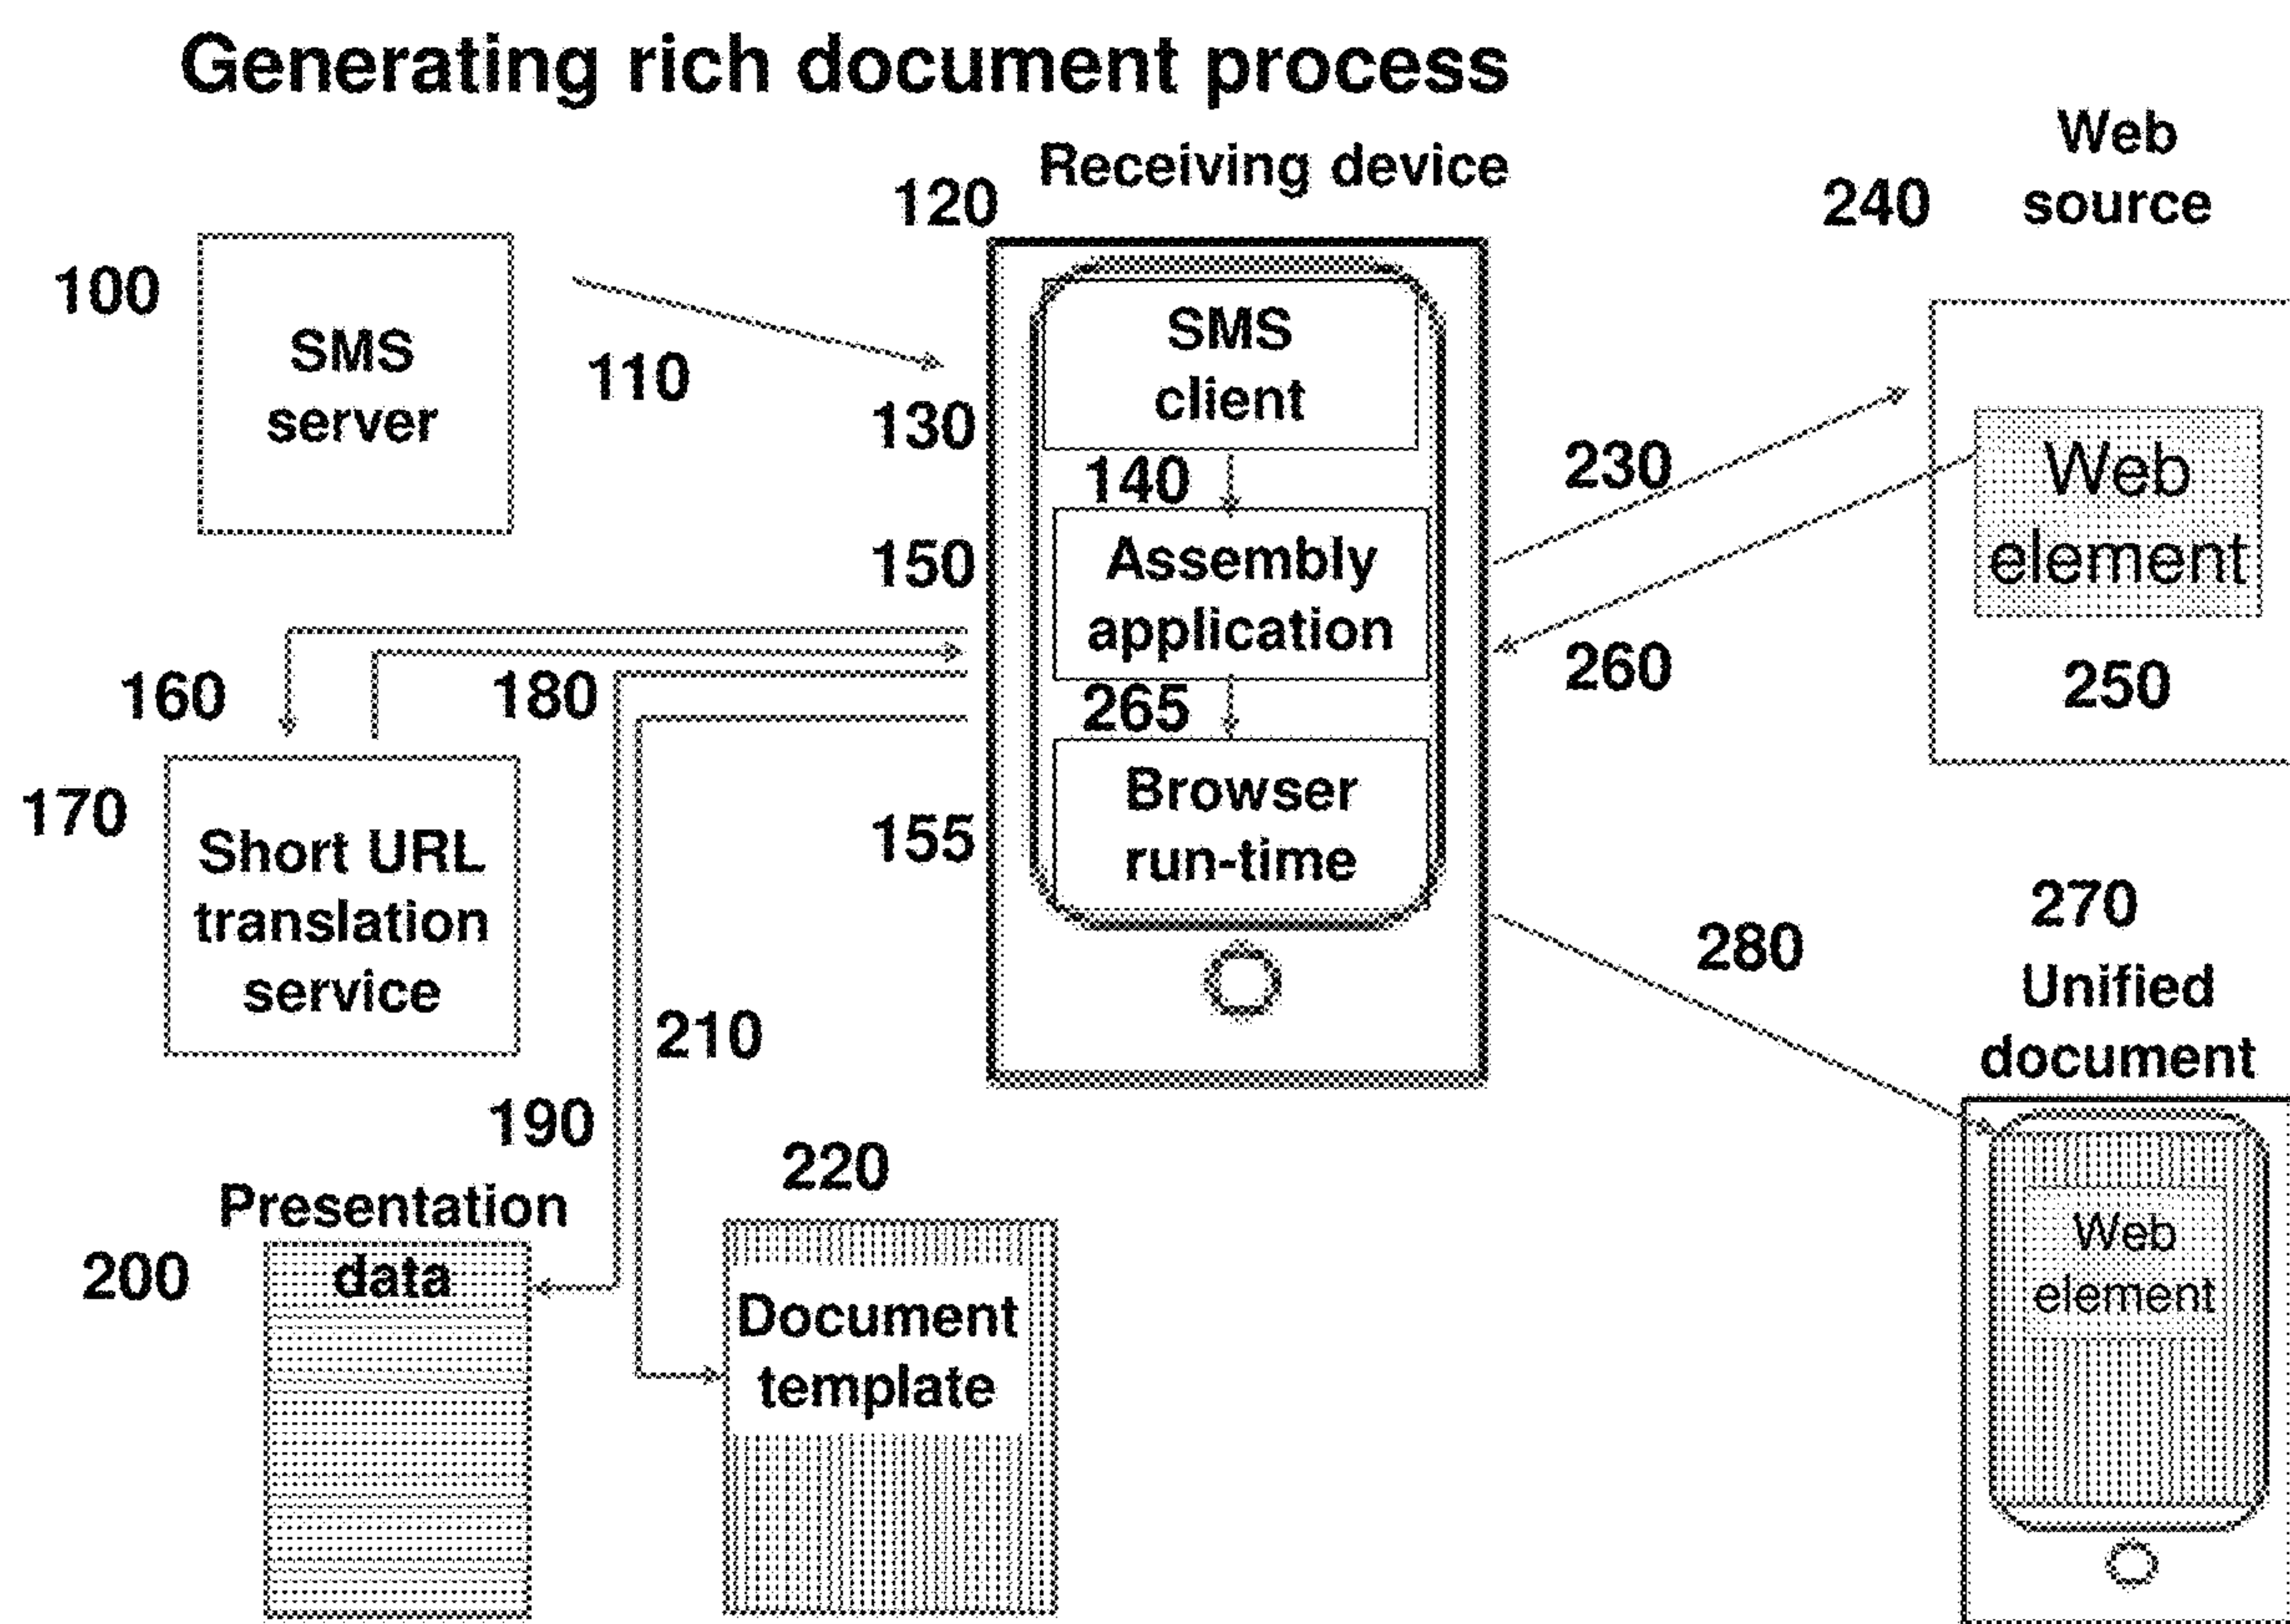 Generating rich document process
Receiving device
120
Web
source
240
100
SMS
server
110
SMS
client
130
140
150
Assembly
application
230
260
Web
element
250
160
180
265
170
Short URL
translation
service
155
Browser
run-time
280
270
Unified
document
210
190
220
Presentation
data
200
Document
template
Web
element